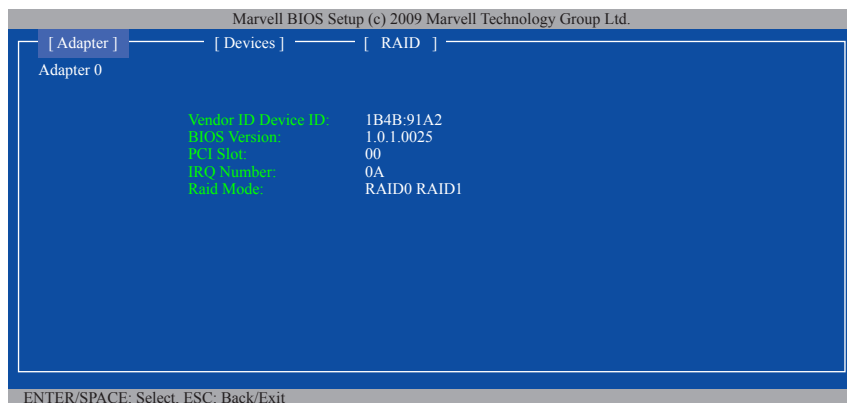 Marvell BIOS Setup (c) 2009 Marvell Technology Group Ltd.
[ Adapter ] [ Devices ] [ RAID ]
Adapter 0
Vendor ID Device ID: 1B4B:91A2
BIOS Version: 1.0.1.0025
PCI Slot: 00
IRQ Number: 0A
Raid Mode: RAID0 RAID1
ENTER/SPACE: Select, ESC: Back/Exit